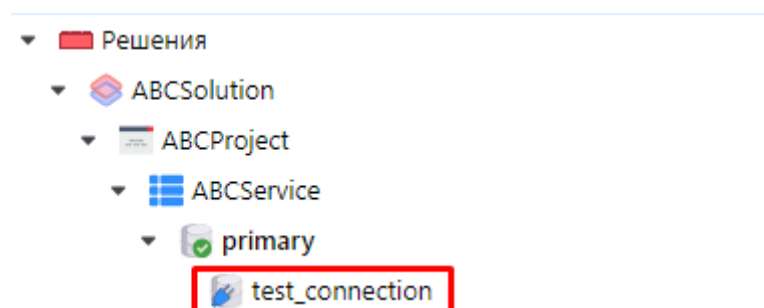 Решения
ABCSolution
ABCProject
ABCService
primary
test_connection